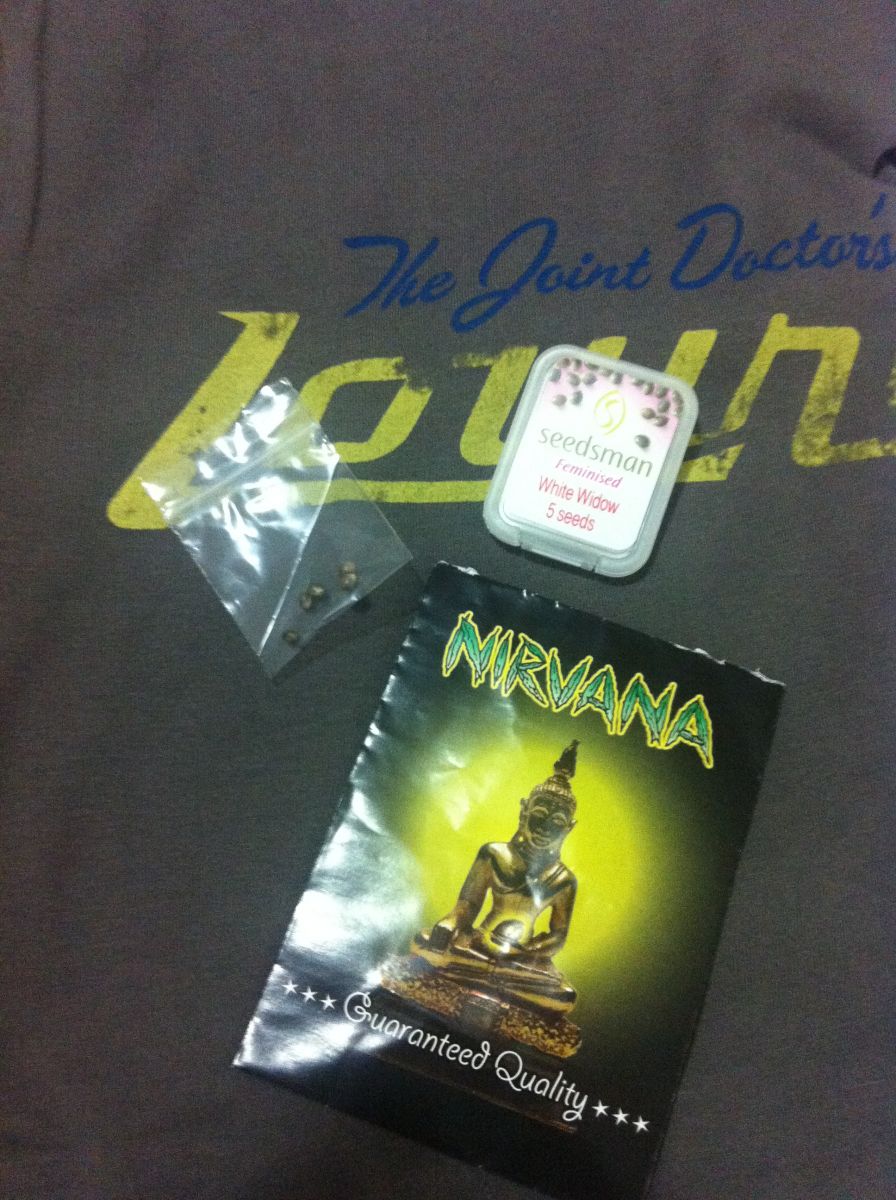 The Joint Doctor's
seedsman
Feminised
White Widow
5 seeds
NIRVANA
★★★ Guaranteed Quality ★★★